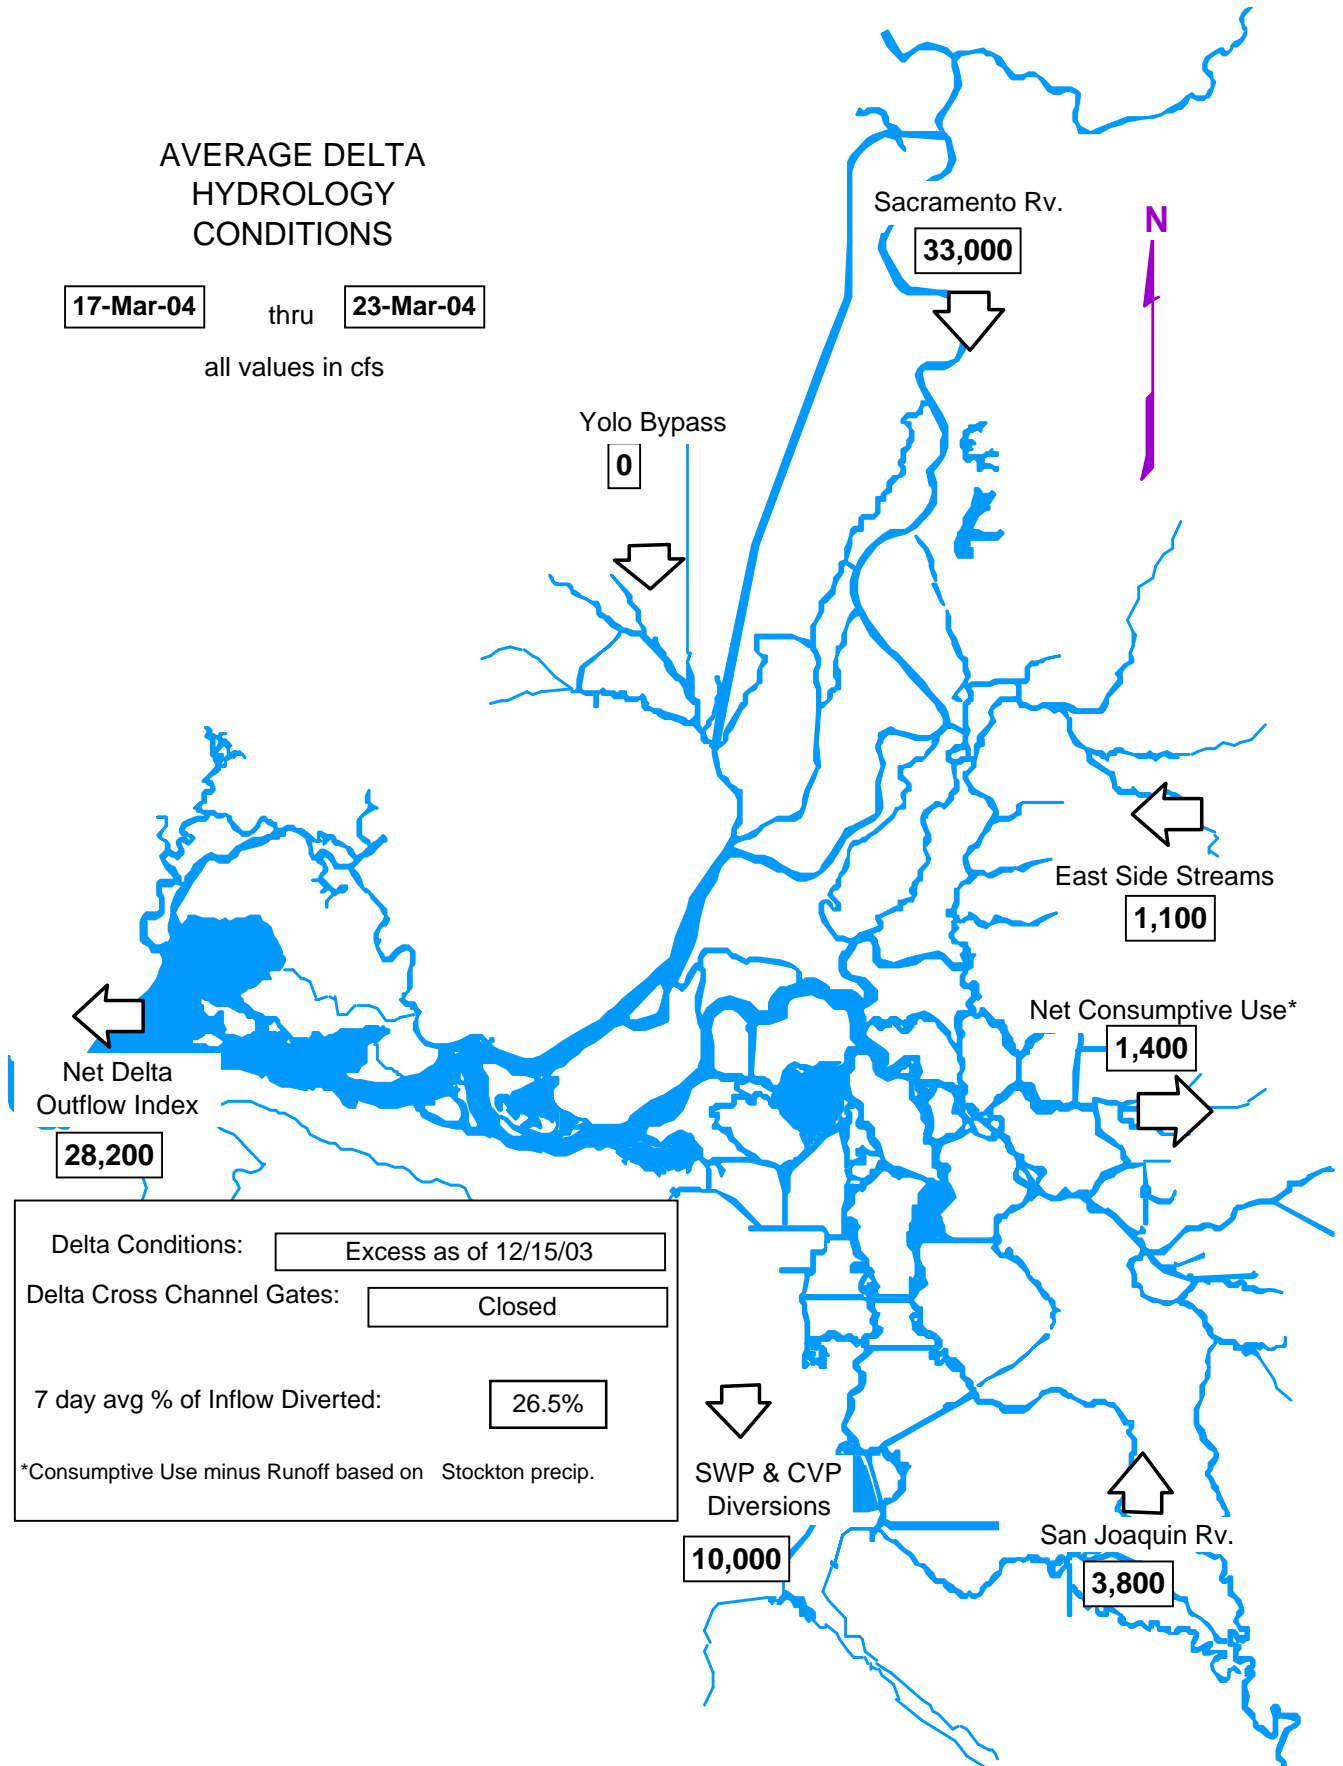 AVERAGE DELTA
HYDROLOGY
CONDITIONS
17-Mar-04 thru 23-Mar-04
all values in cfs
Sacramento Rv.
33,000
N
Yolo Bypass
0
East Side Streams
1,100
Net Consumptive Use*
1,400
Net Delta
Outflow Index
28,200
Delta Conditions: Excess as of 12/15/03
Delta Cross Channel Gates: Closed
7 day avg % of Inflow Diverted: 26.5%
*Consumptive Use minus Runoff based on Stockton precip.
SWP & CVP
Diversions
10,000
San Joaquin Rv.
3,800